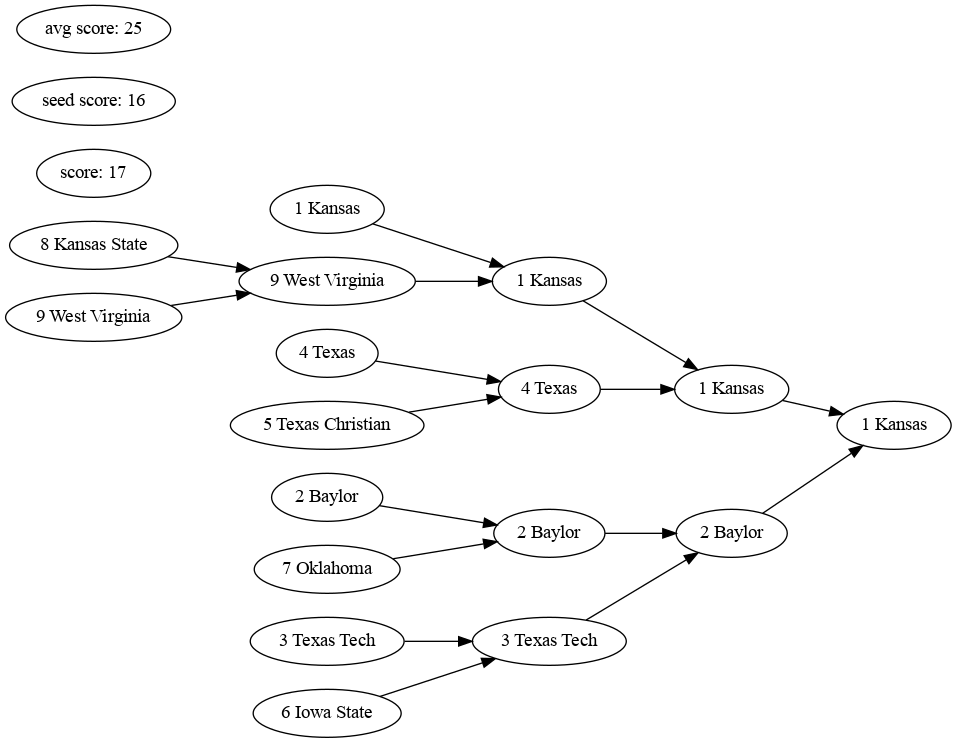 avg score: 25
seed score: 16
score: 17
8 Kansas State
9 West Virginia
1 Kansas
9 West Virginia
4 Texas
5 Texas Christian
2 Baylor
7 Oklahoma
3 Texas Tech
6 Iowa State
1 Kansas
4 Texas
2 Baylor
3 Texas Tech
1 Kansas
2 Baylor
1 Kansas